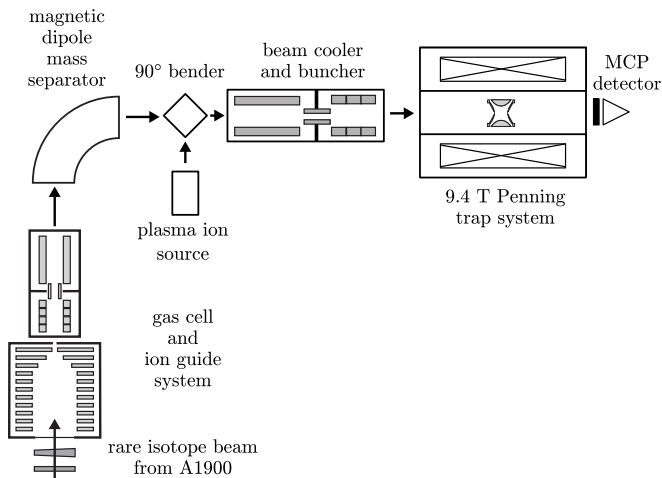 magnetic
dipole
mass
separator
90° bender
beam cooler
and buncher
MCP
detector
9.4 T Penning
trap system
plasma ion
source
gas cell
and
ion guide
system
rare isotope beam
from A1900